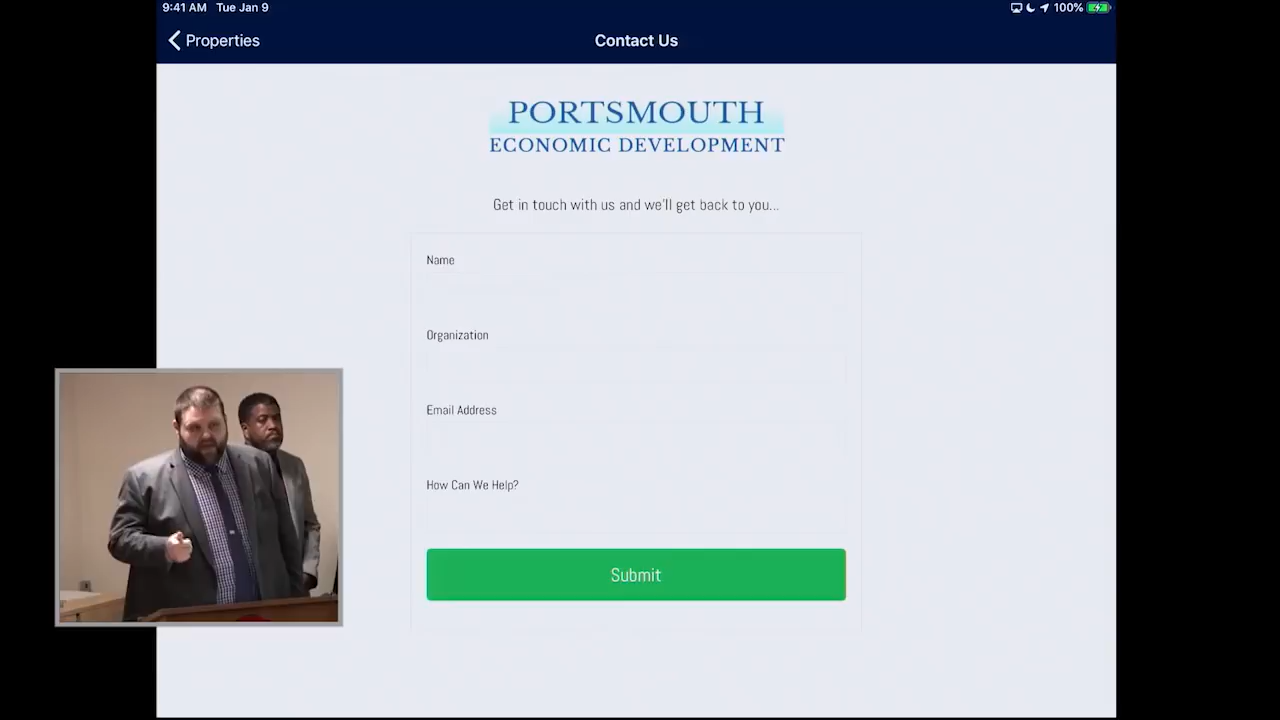 9:41 AM Tue Jan 9 100%
Properties Contact Us
PORTSMOUTH
ECONOMIC DEVELOPMENT
Get in touch with us and we'll get back to you...
Name
Organization
Email Address
How Can We Help?
Submit